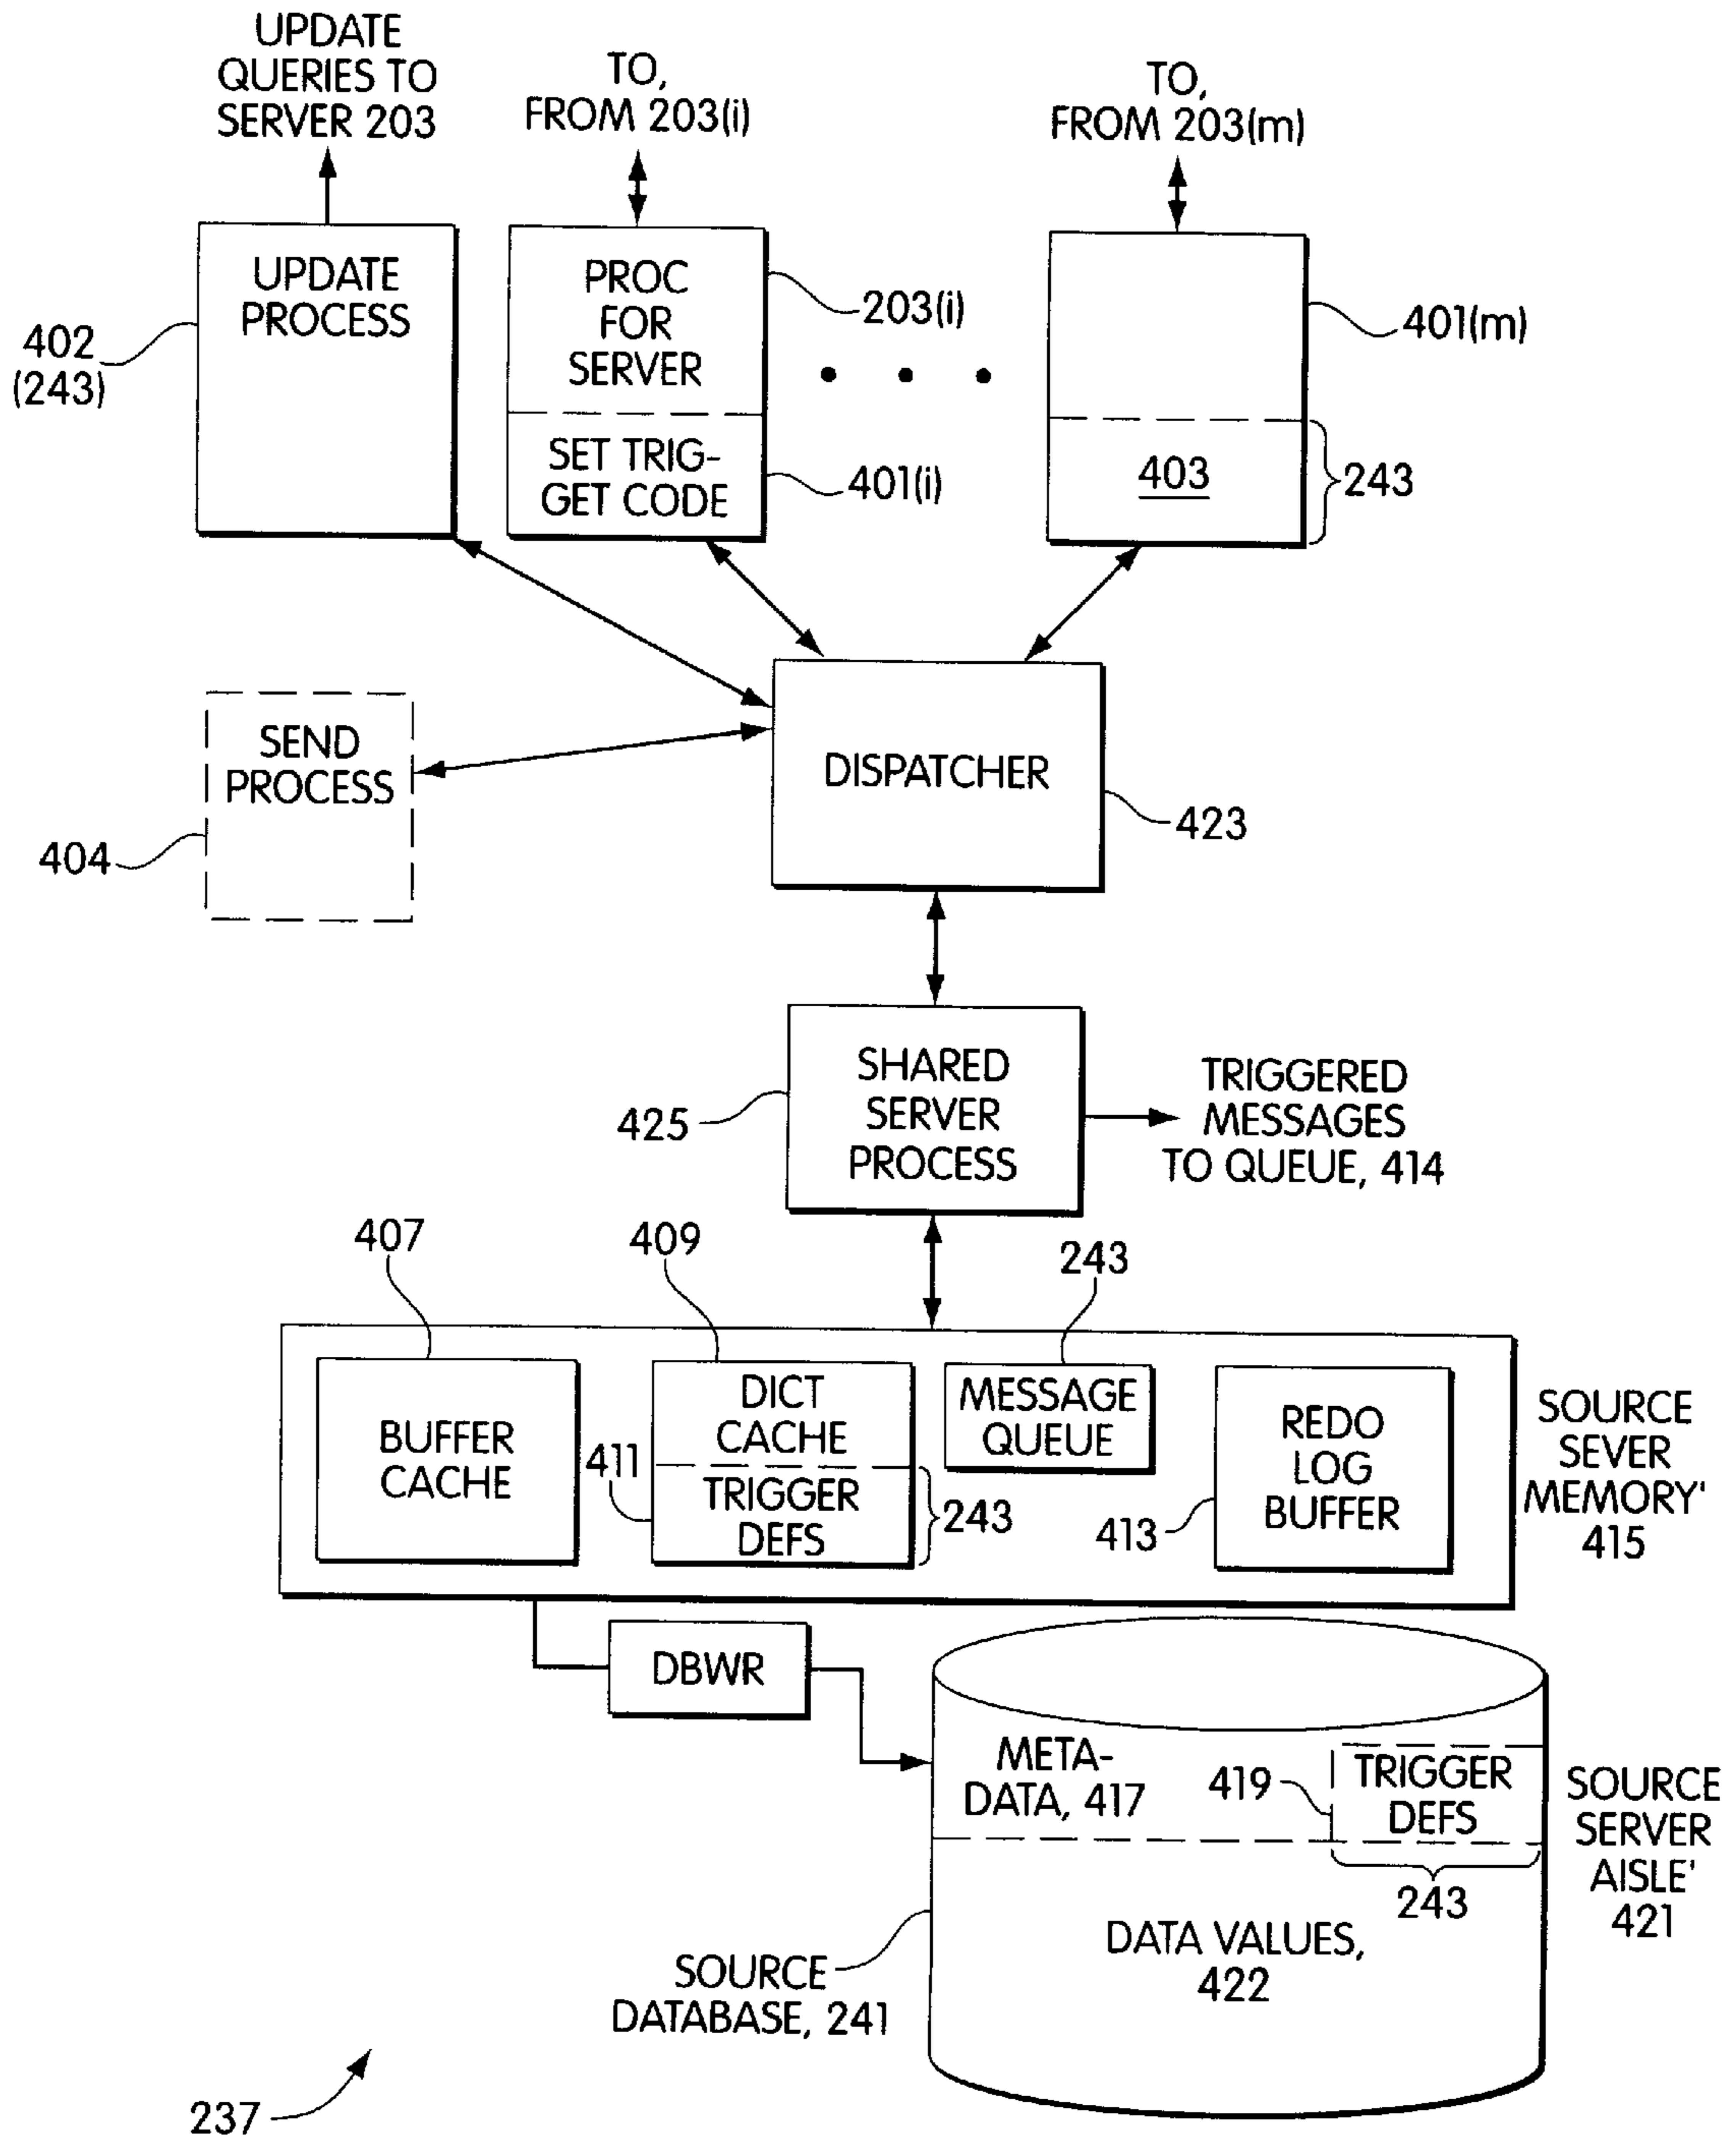 UPDATE
QUERIES TO
SERVER 203
TO,
FROM 203(i)
TO,
FROM 203(m)
UPDATE
PROCESS
402
(243)
PROC
FOR
SERVER
203(i)
SET TRIG-
GET CODE
401(i)
401(m)
403
243
SEND
PROCESS
404
DISPATCHER
423
SHARED
SERVER
PROCESS
425
TRIGGERED
MESSAGES
TO QUEUE, 414
407
409
243
BUFFER
CACHE
DICT
CACHE
411
TRIGGER
DEFS
243
MESSAGE
QUEUE
413
REDO
LOG
BUFFER
SOURCE
SEVER
MEMORY'
415
DBWR
META-
DATA, 417
419
TRIGGER
DEFS
243
SOURCE
SERVER
AISLE'
421
DATA VALUES,
422
SOURCE
DATABASE, 241
237